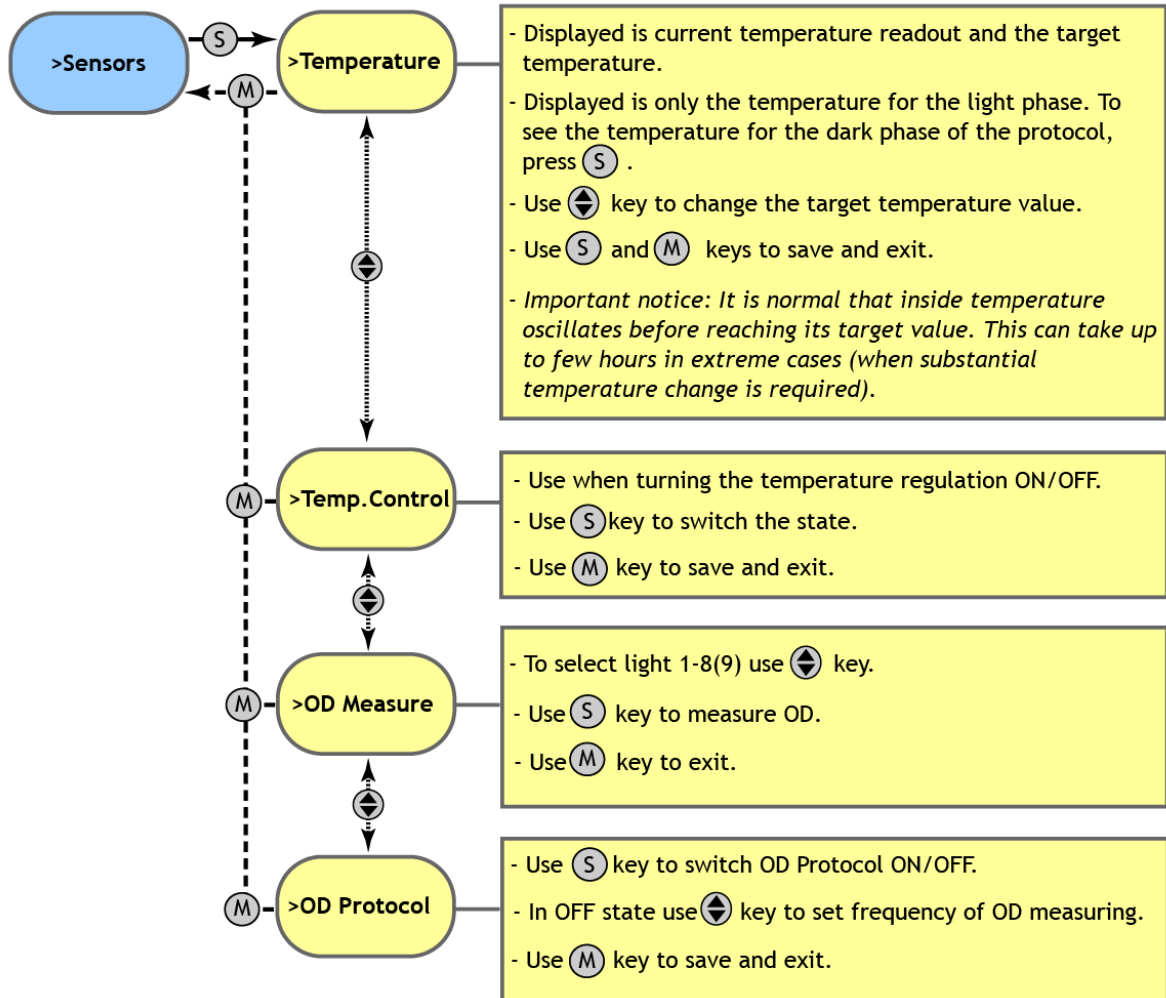 >Sensors
S
M
>Temperature
- Displayed is current temperature readout and the target
temperature.
- Displayed is only the temperature for the light phase. To
see the temperature for the dark phase of the protocol,
press S .
- Use key to change the target temperature value.
- Use S and M keys to save and exit.
- Important notice: It is normal that inside temperature
oscillates before reaching its target value. This can take up
to few hours in extreme cases (when substantial
temperature change is required).
M
>Temp.Control
- Use when turning the temperature regulation ON/OFF.
- Use S key to switch the state.
- Use M key to save and exit.
M
>OD Measure
- To select light 1-8(9) use key.
- Use S key to measure OD.
- Use M key to exit.
M
>OD Protocol
- Use S key to switch OD Protocol ON/OFF.
- In OFF state use key to set frequency of OD measuring.
- Use M key to save and exit.